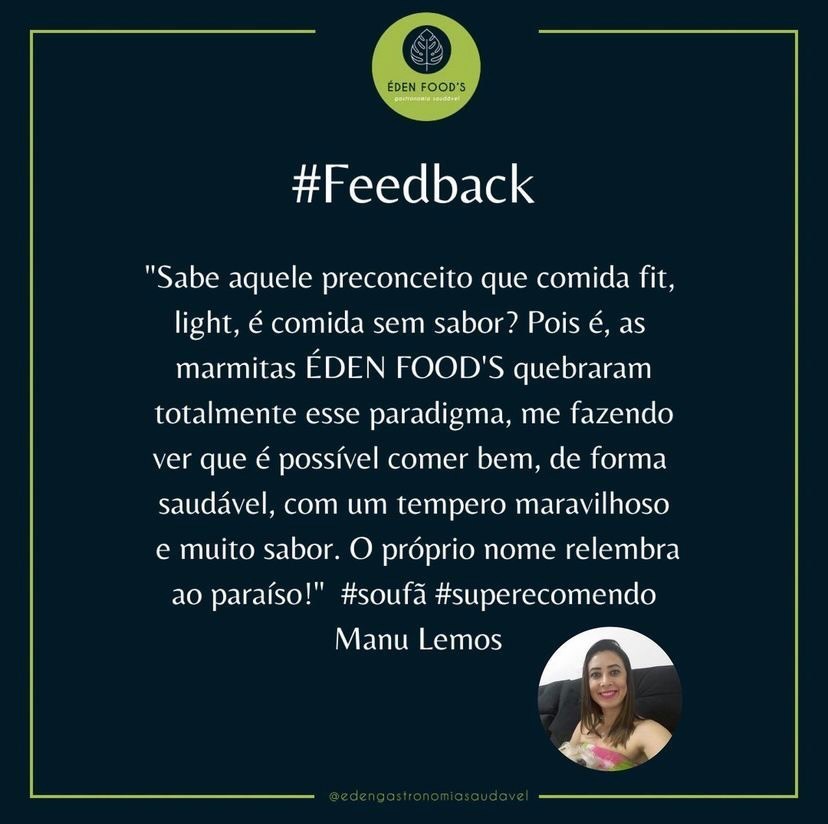 ÉDEN FOOD'S
gastronomia saudável
#Feedback
"Sabe aquele preconceito que comida fit,
light, é comida sem sabor? Pois é, as
marmitas ÉDEN FOOD'S quebraram
totalmente esse paradigma, me fazendo
ver que é possível comer bem, de forma
saudável, com um tempero maravilhoso
e muito sabor. O próprio nome relembra
ao paraíso!" #soufã #superecomendo
Manu Lemos
@edengastronomiasaudavel